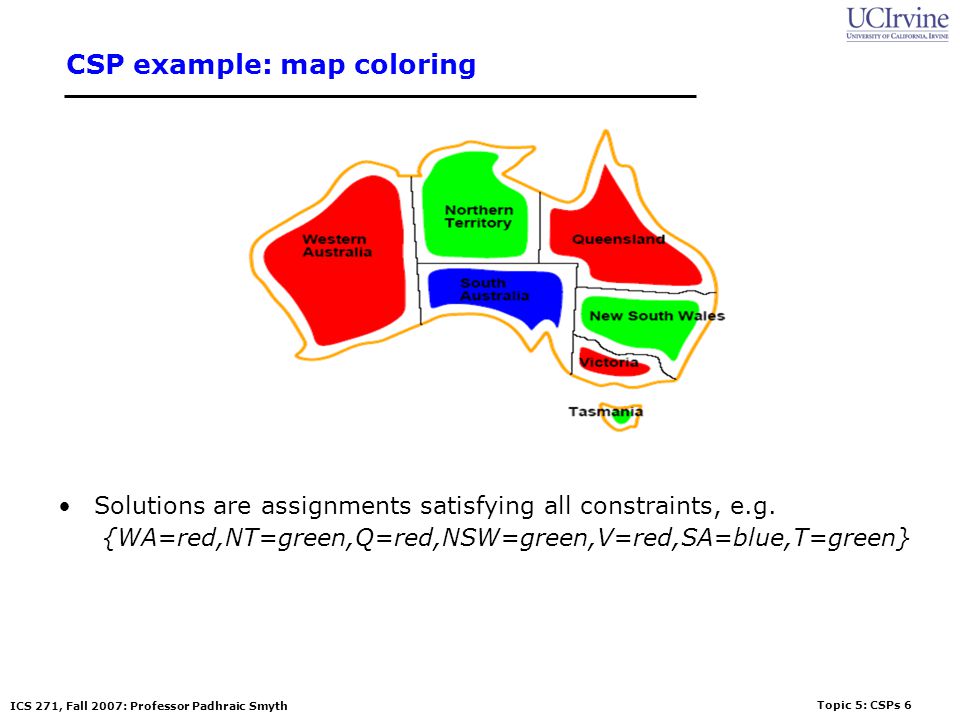 UCIrvine
UNIVERSITY OF CALIFORNIA, IRVINE
CSP example: map coloring
Northern
Territory
Western
Australia
Queensland
South
Australia
New South Wales
Victoria
Tasmania
• Solutions are assignments satisfying all constraints, e.g.
{WA=red,NT=green,Q=red,NSW=green,V=red,SA=blue,T=green}
ICS 271, Fall 2007: Professor Padhraic Smyth
Topic 5: CSPs 6